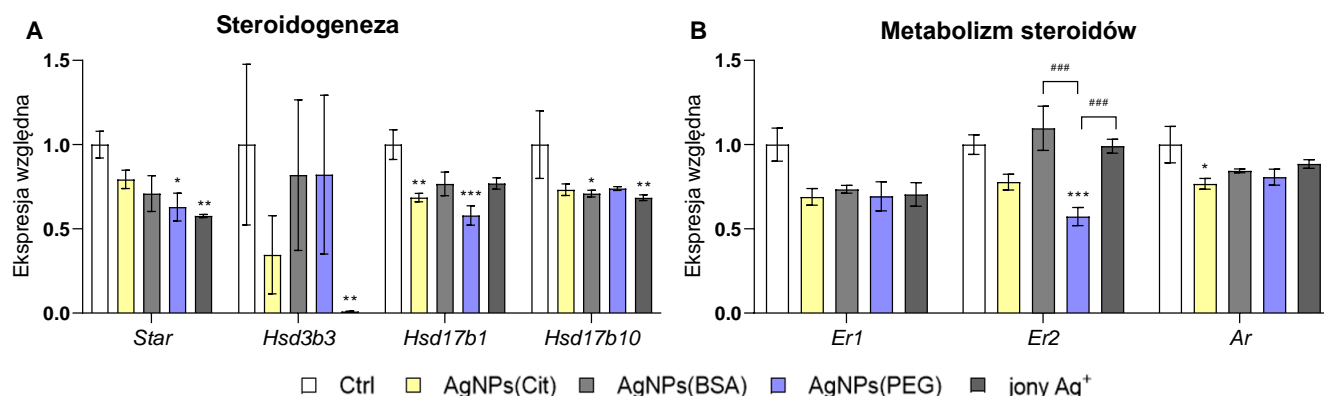 A
Steroidogeneza
Ekspresja względna
1.5
1.0
0.5
0.0
*
**
**
**
***
*
**
Star
Hsd3b3
Hsd17b1
Hsd17b10
B
Metabolizm steroidów
Ekspresja względna
1.5
1.0
0.5
0.0
###
###
***
*
Er1
Er2
Ar
Ctrl
AgNPs(Cit)
AgNPs(BSA)
AgNPs(PEG)
jony Ag⁺